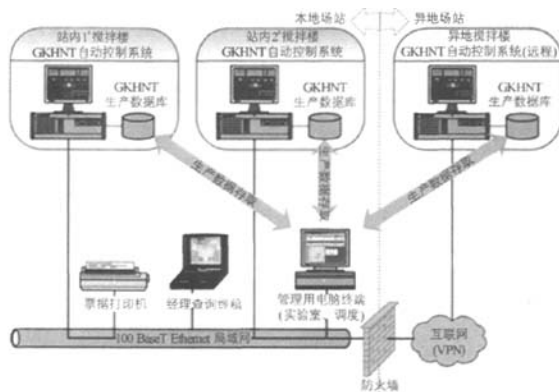 本地场站
异地场站
站内1#搅拌楼
GKHNT自动控制系统
站内2#搅拌楼
GKHNT自动控制系统
异地搅拌楼
GKHNT自动控制系统(远程)
GKHNT
生产数据库
GKHNT
生产数据库
GKHNT
生产数据库
生产数据存取
生产数据存取
生产数据存取
票据打印机
经理查询终端
管理用电脑终端
(实验室、调度)
100 BaseT Ethernet 局域网
防火墙
互联网
(VPN)